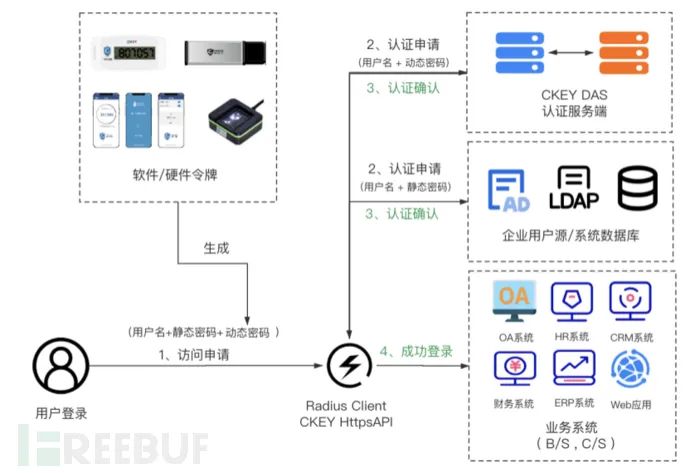 807057
软件/硬件令牌
生成
(用户名+静态密码+动态密码 )
1、访问申请
用户登录
Radius Client
CKEY HttpsAPI
2、认证申请
(用户名 + 动态密码)
3、认证确认
CKEY DAS
认证服务端
2、认证申请
(用户名 + 静态密码)
3、认证确认
AD
LDAP
企业用户源/系统数据库
4、成功登录
OA
OA系统
HR系统
CRM系统
财务系统
ERP系统
Web应用
业务系统
( B/S , C/S )
FREEBUF